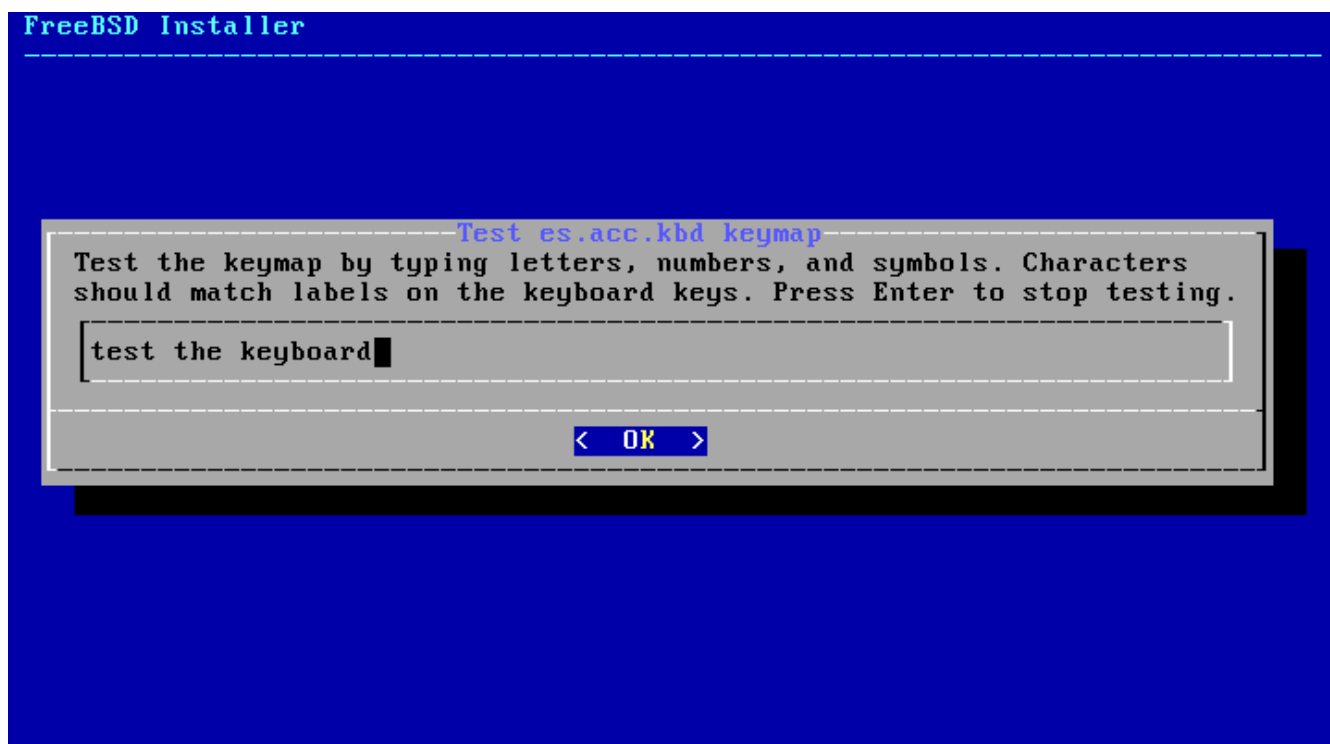 FreeBSD Installer
Test es.acc.kbd keymap
Test the keymap by typing letters, numbers, and symbols. Characters
should match labels on the keyboard keys. Press Enter to stop testing.
test the keyboard
< OK >